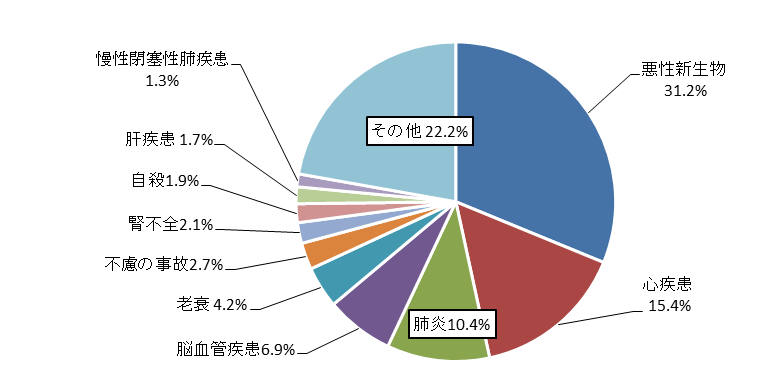 悪性新生物
31.2%
心疾患
15.4%
肺炎10.4%
脳血管疾患6.9%
老衰 4.2%
不慮の事故2.7%
腎不全2.1%
自殺1.9%
肝疾患 1.7%
慢性閉塞性肺疾患
1.3%
その他 22.2%